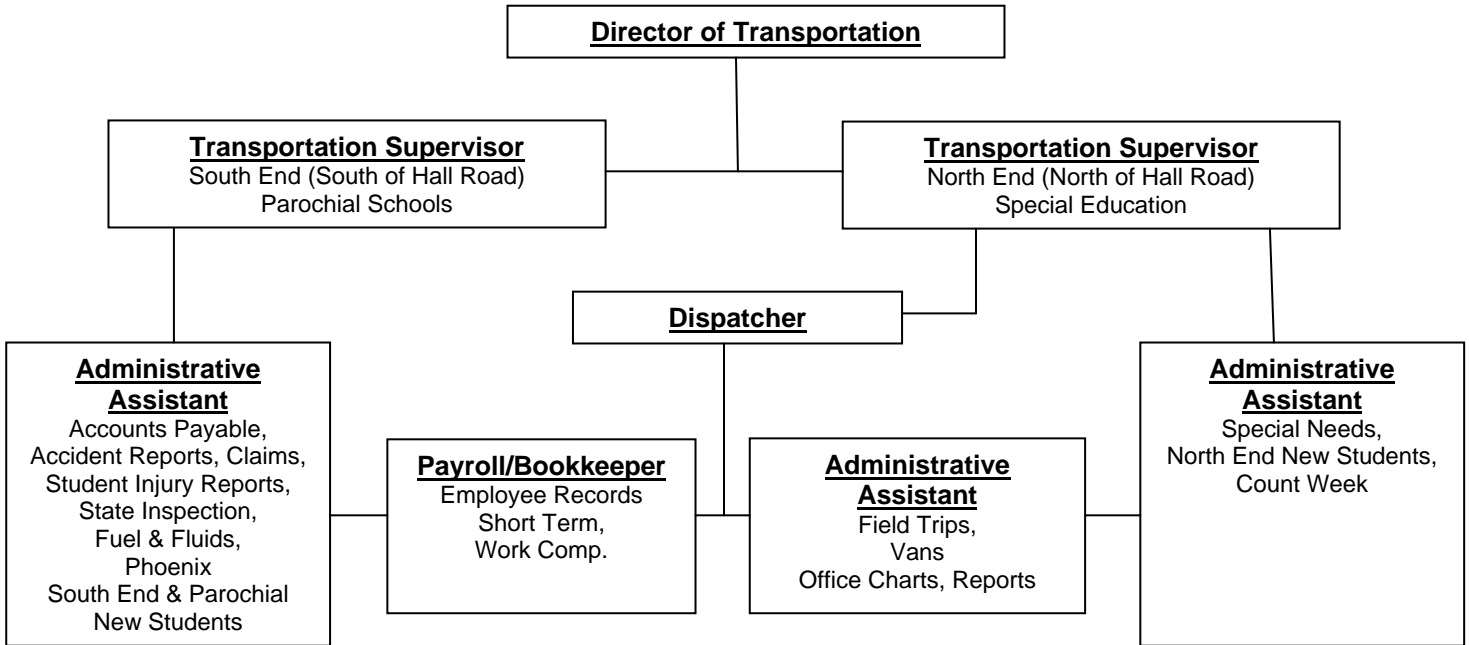 Director of Transportation
Transportation Supervisor
South End (South of Hall Road)
Parochial Schools
Transportation Supervisor
North End (North of Hall Road)
Special Education
Dispatcher
Administrative
Assistant
Accounts Payable,
Accident Reports, Claims,
Student Injury Reports,
State Inspection,
Fuel & Fluids,
Phoenix
South End & Parochial
New Students
Payroll/Bookkeeper
Employee Records
Short Term,
Work Comp.
Administrative
Assistant
Field Trips,
Vans
Office Charts, Reports
Administrative
Assistant
Special Needs,
North End New Students,
Count Week